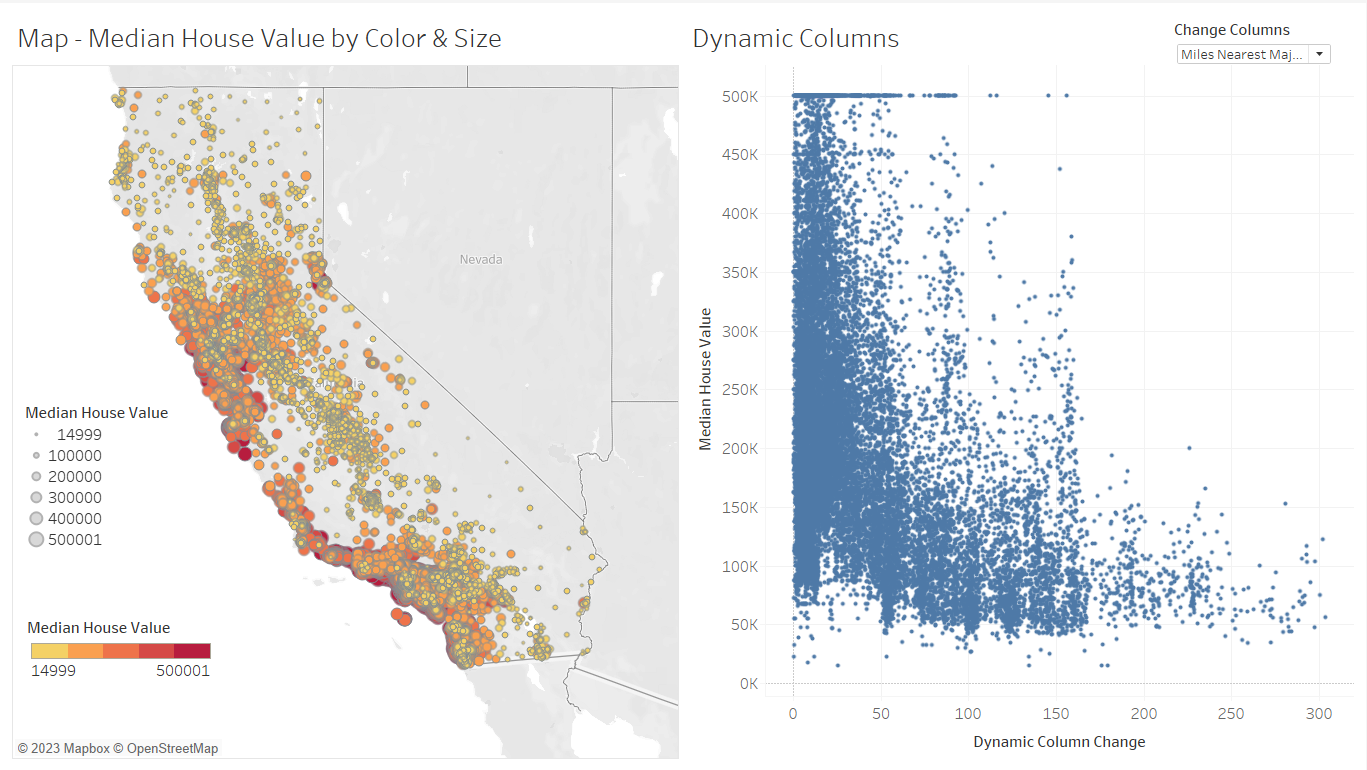 Map - Median House Value by Color & Size
Nevada
Median House Value
14999
100000
200000
300000
400000
500001
Median House Value
14999 500001
© 2023 Mapbox © OpenStreetMap
Dynamic Columns
Change Columns
Miles Nearest Maj...
500K
450K
400K
350K
300K
250K
200K
150K
100K
50K
0K
Median House Value
0 50 100 150 200 250 300
Dynamic Column Change